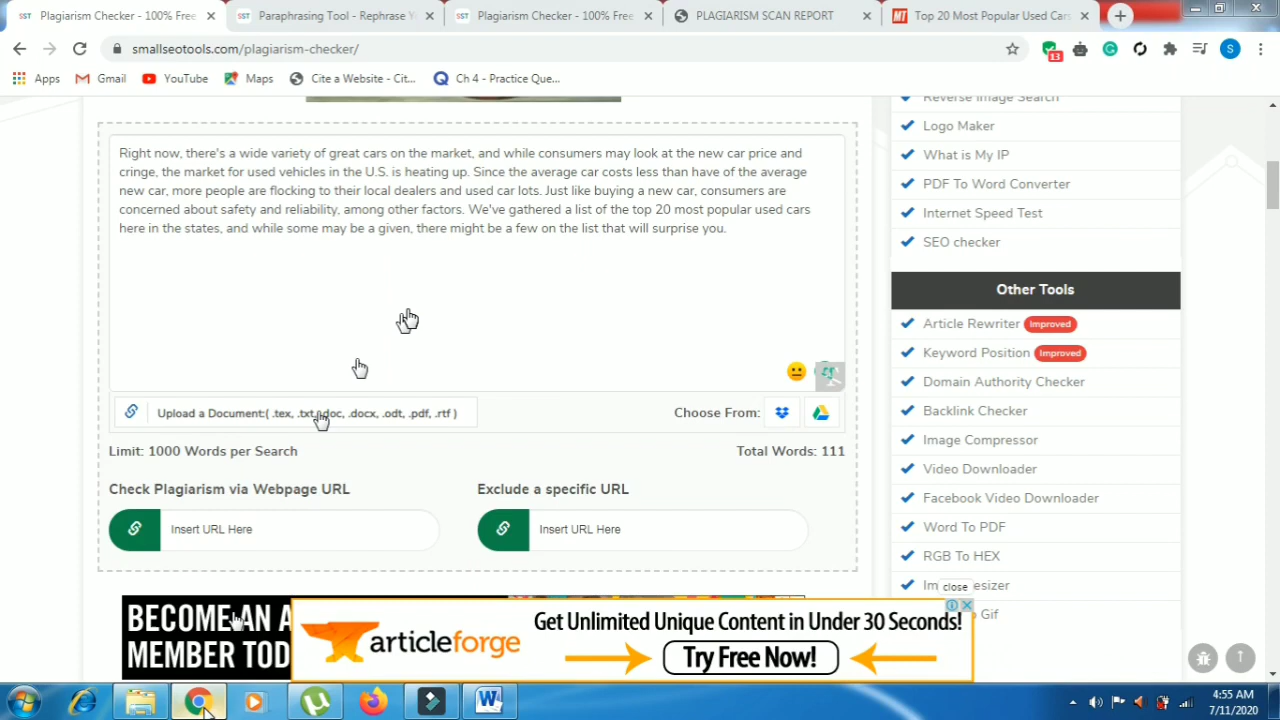 Plagiarism Checker - 100% Free
Paraphrasing Tool - Rephrase Y
Plagiarism Checker - 100% Free
PLAGIARISM SCAN REPORT
Top 20 Most Popular Used Cars
smallseotools.com/plagiarism-checker/
13
S
Apps
Gmail
YouTube
Maps
Cite a Website - Cit...
Ch 4 - Practice Que...
Right now, there's a wide variety of great cars on the market, and while consumers may look at the new car price and
cringe, the market for used vehicles in the U.S. is heating up. Since the average car costs less than have of the average
new car, more people are flocking to their local dealers and used car lots. Just like buying a new car, consumers are
concerned about safety and reliability, among other factors. We've gathered a list of the top 20 most popular used cars
here in the states, and while some may be a given, there might be a few on the list that will surprise you.
Upload a Document:( .tex, .txt, .doc, .docx, .odt, .pdf, .rtf )
Choose From:
Limit: 1000 Words per Search
Total Words: 111
Check Plagiarism via Webpage URL
Exclude a specific URL
Insert URL Here
Insert URL Here
BECOME AN A
MEMBER TOD
articleforge
Get Unlimited Unique Content in Under 30 Seconds!
Try Free Now!
close
Reverse Image Search
Logo Maker
What is My IP
PDF To Word Converter
Internet Speed Test
SEO checker
Other Tools
Article Rewriter Improved
Keyword Position Improved
Domain Authority Checker
Backlink Checker
Image Compressor
Video Downloader
Facebook Video Downloader
Word To PDF
RGB To HEX
Gif
4:55 AM
7/11/2020